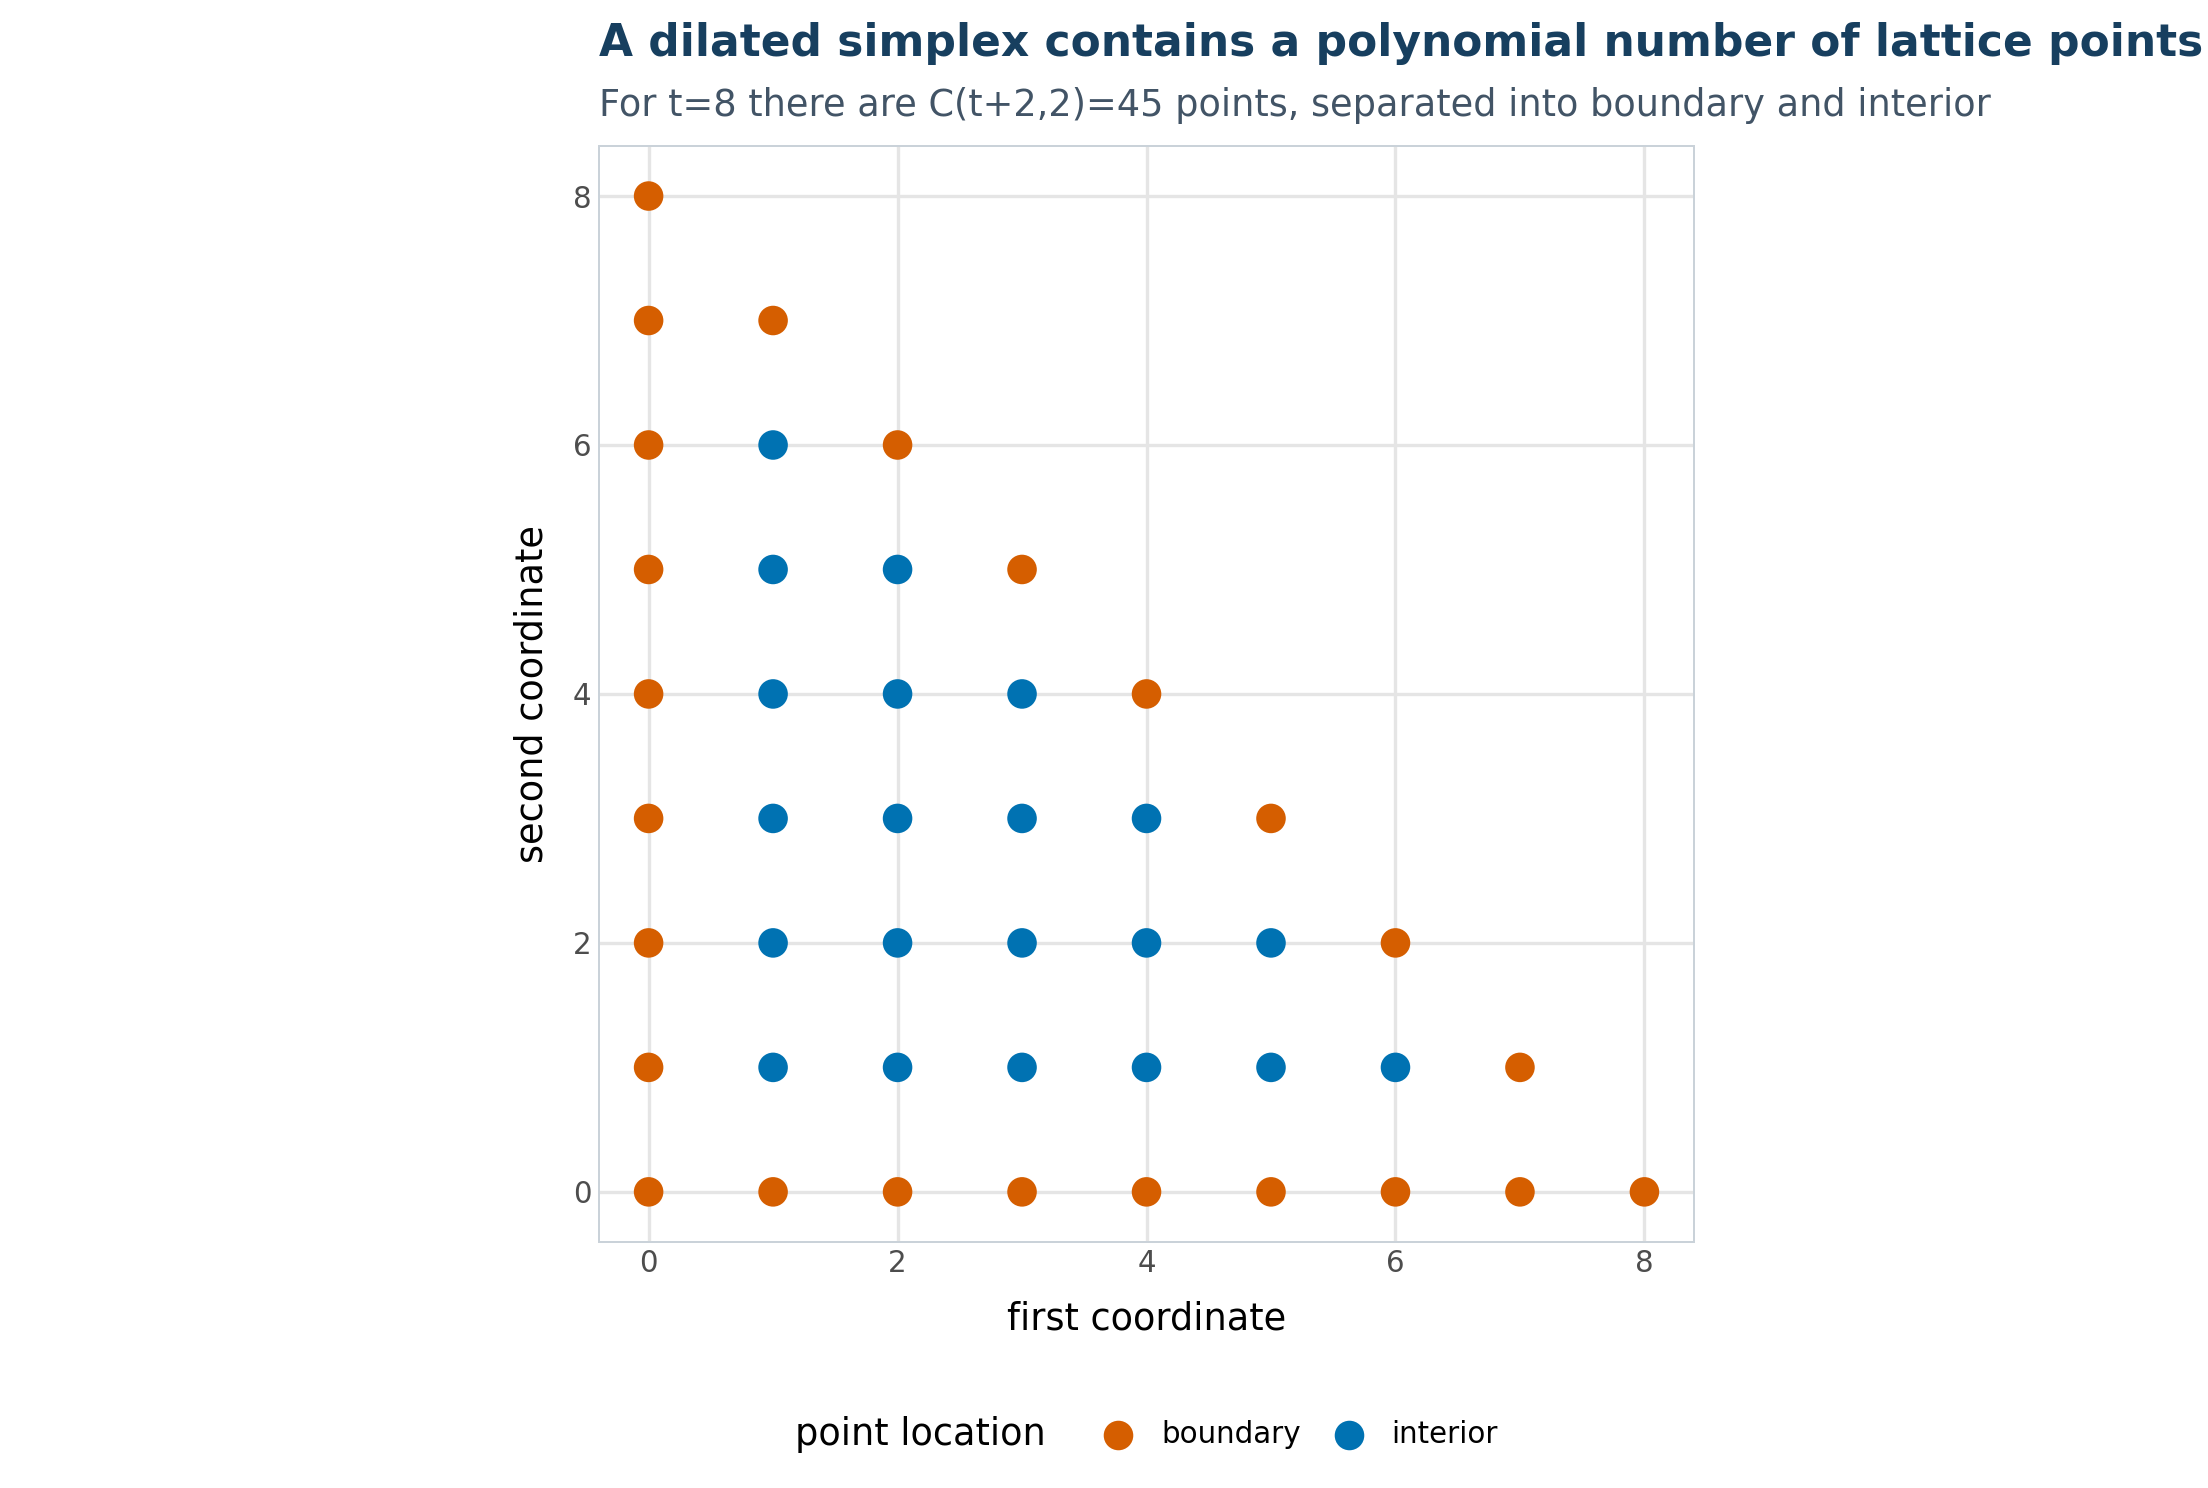 A dilated simplex contains a polynomial number of lattice points
For t=8 there are C(t+2,2)=45 points, separated into boundary and interior
8
6
4
2
0
second coordinate
0 2 4 6 8
first coordinate
point location boundary interior